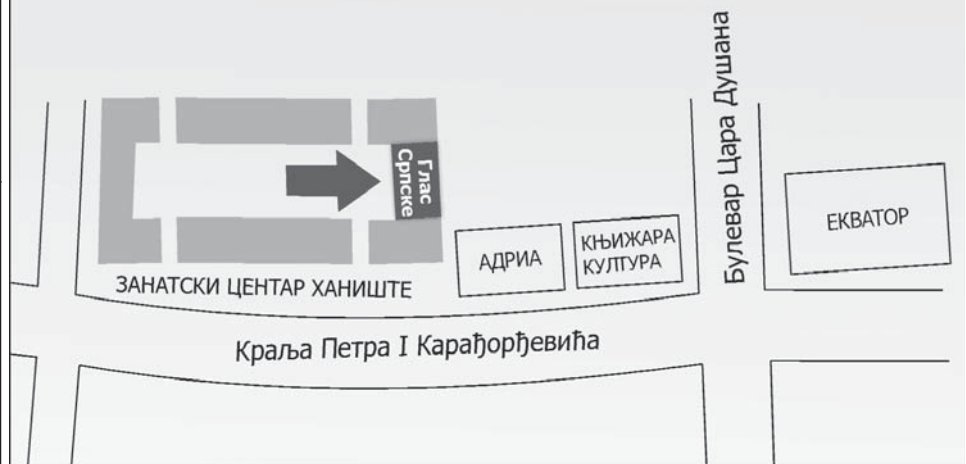 Булевар Цара Душана
Глас
Српске
ЕКВАТОР
АДРИА
КЊИЖАРА
КУЛТУРА
ЗАНАТСКИ ЦЕНТАР ХАНИШТЕ
Краља Петра I Карађорђевића